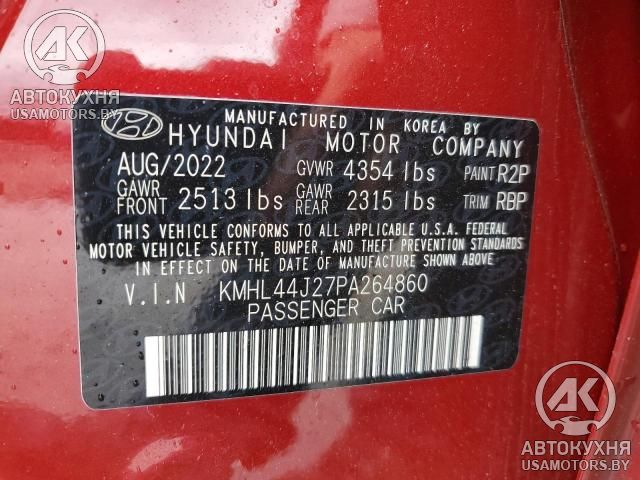 AK
АВТОКУХНЯ
USAMOTORS.BY
MANUFACTURED IN KOREA BY
HYUNDAI MOTOR COMPANY
AUG/2022 GVWR 4354 lbs PAINT R2P
GAWR FRONT 2513 lbs GAWR REAR 2315 lbs TRIM RBP
THIS VEHICLE CONFORMS TO ALL APPLICABLE U.S.A. FEDERAL
MOTOR VEHICLE SAFETY, BUMPER, AND THEFT PREVENTION STANDARDS
IN EFFECT ON THE DATE OF MANUFACTURE SHOWN ABOVE.
V.I.N KMHL44J27PA264860
PASSENGER CAR
AK
АВТОКУХНЯ
USAMOTORS.BY